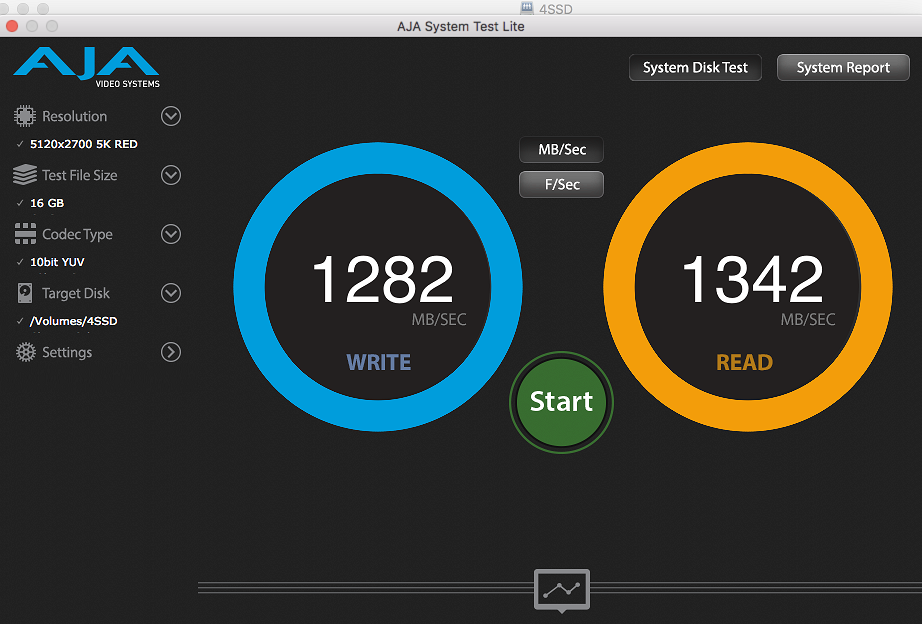 4SSD
AJA System Test Lite
AJA
VIDEO SYSTEMS
System Disk Test
System Report
Resolution
✓ 5120x2700 5K RED
Test File Size
✓ 16 GB
Codec Type
✓ 10bit YUV
Target Disk
✓ /Volumes/4SSD
Settings
MB/Sec
F/Sec
1282
MB/SEC
WRITE
1342
MB/SEC
READ
Start